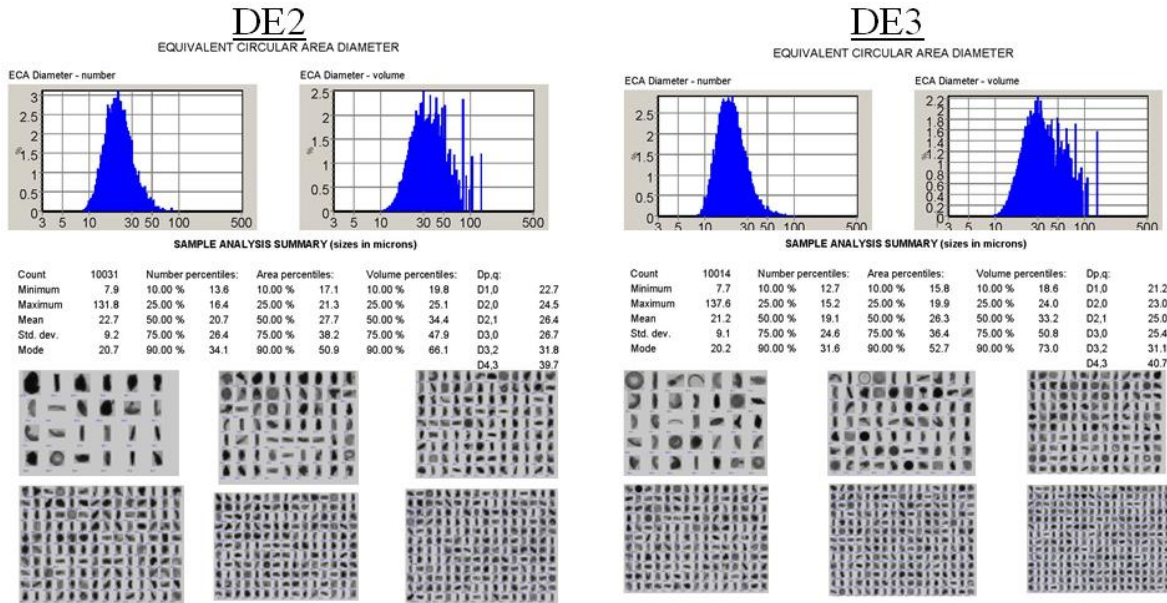 DE2
EQUIVALENT CIRCULAR AREA DIAMETER
ECA Diameter - number
ECA Diameter - volume
3
2.5
2
1.5
1
0.5
0
%
3 5 10 30 50 100 500
2.5
2
1.5
1
0.5
0
%
3 5 10 30 50 100 500
SAMPLE ANALYSIS SUMMARY (sizes in microns)
Count 10031 Number percentiles: Area percentiles: Volume percentiles: Dp,q:
Minimum 7.9 10.00 % 13.6 10.00 % 17.1 10.00 % 19.8 D1,0 22.7
Maximum 131.8 25.00 % 16.4 25.00 % 21.3 25.00 % 25.1 D2,0 24.5
Mean 22.7 50.00 % 20.7 50.00 % 27.7 50.00 % 34.4 D2,1 26.4
Std. dev. 9.2 75.00 % 26.4 75.00 % 38.2 75.00 % 47.9 D3,0 26.7
Mode 20.7 90.00 % 34.1 90.00 % 50.9 90.00 % 66.1 D3,2 31.8
D4,3 39.7
DE3
EQUIVALENT CIRCULAR AREA DIAMETER
ECA Diameter - number
ECA Diameter - volume
2.5
2
1.5
1
0.5
0
%
3 5 10 30 50 100 500
2.2
2
1.8
1.6
1.4
1.2
1
0.8
0.6
0.4
0.2
0
%
3 5 10 30 50 100 500
SAMPLE ANALYSIS SUMMARY (sizes in microns)
Count 10014 Number percentiles: Area percentiles: Volume percentiles: Dp,q:
Minimum 7.7 10.00 % 12.7 10.00 % 15.8 10.00 % 18.6 D1,0 21.2
Maximum 137.6 25.00 % 15.2 25.00 % 19.9 25.00 % 24.0 D2,0 23.0
Mean 21.2 50.00 % 19.1 50.00 % 26.3 50.00 % 33.2 D2,1 25.0
Std. dev. 9.1 75.00 % 24.6 75.00 % 36.4 75.00 % 50.8 D3,0 25.4
Mode 20.2 90.00 % 31.6 90.00 % 52.7 90.00 % 73.0 D3,2 31.1
D4,3 40.7